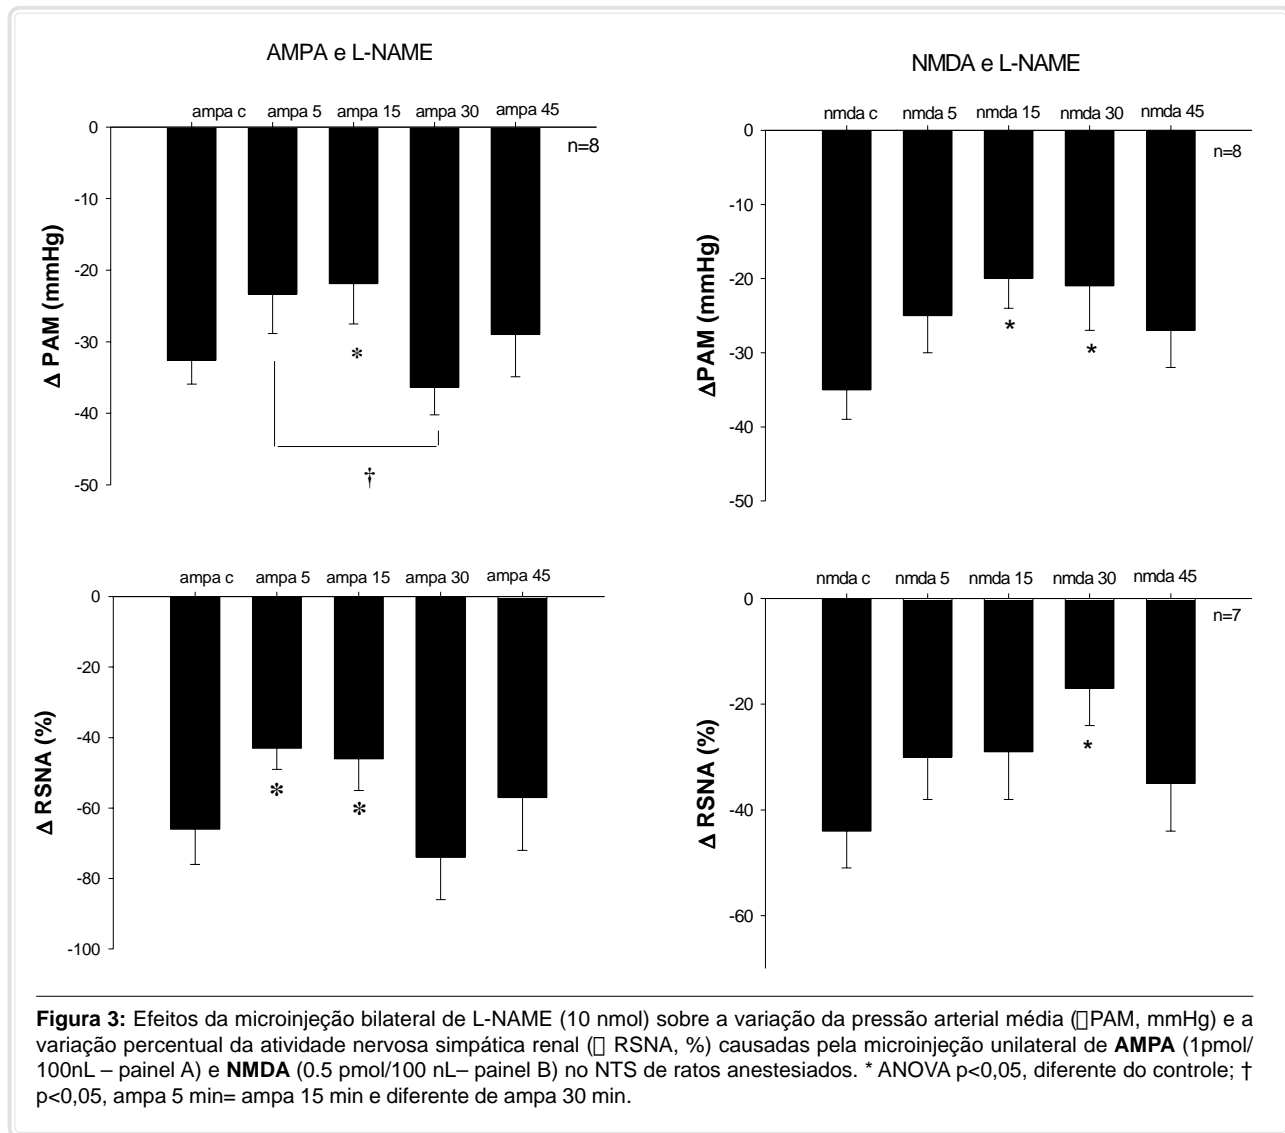 AMPA e L-NAME
ampa c ampa 5 ampa 15 ampa 30 ampa 45
0
n=8
-10
-20
-30
-40
-50
Δ PAM (mmHg)
*
†
NMDA e L-NAME
nmda c nmda 5 nmda 15 nmda 30 nmda 45
0
n=8
-10
-20
-30
-40
-50
ΔPAM (mmHg)
*
*
ampa c ampa 5 ampa 15 ampa 30 ampa 45
0
-20
-40
-60
-80
-100
Δ RSNA (%)
*
*
nmda c nmda 5 nmda 15 nmda 30 nmda 45
0
n=7
-20
-40
-60
Δ RSNA (%)
*
Figura 3: Efeitos da microinjeção bilateral de L-NAME (10 nmol) sobre a variação da pressão arterial média (▯PAM, mmHg) e a
variação percentual da atividade nervosa simpática renal (▯ RSNA, %) causadas pela microinjeção unilateral de AMPA (1pmol/
100nL – painel A) e NMDA (0.5 pmol/100 nL– painel B) no NTS de ratos anestesiados. * ANOVA p<0,05, diferente do controle; †
p<0,05, ampa 5 min= ampa 15 min e diferente de ampa 30 min.